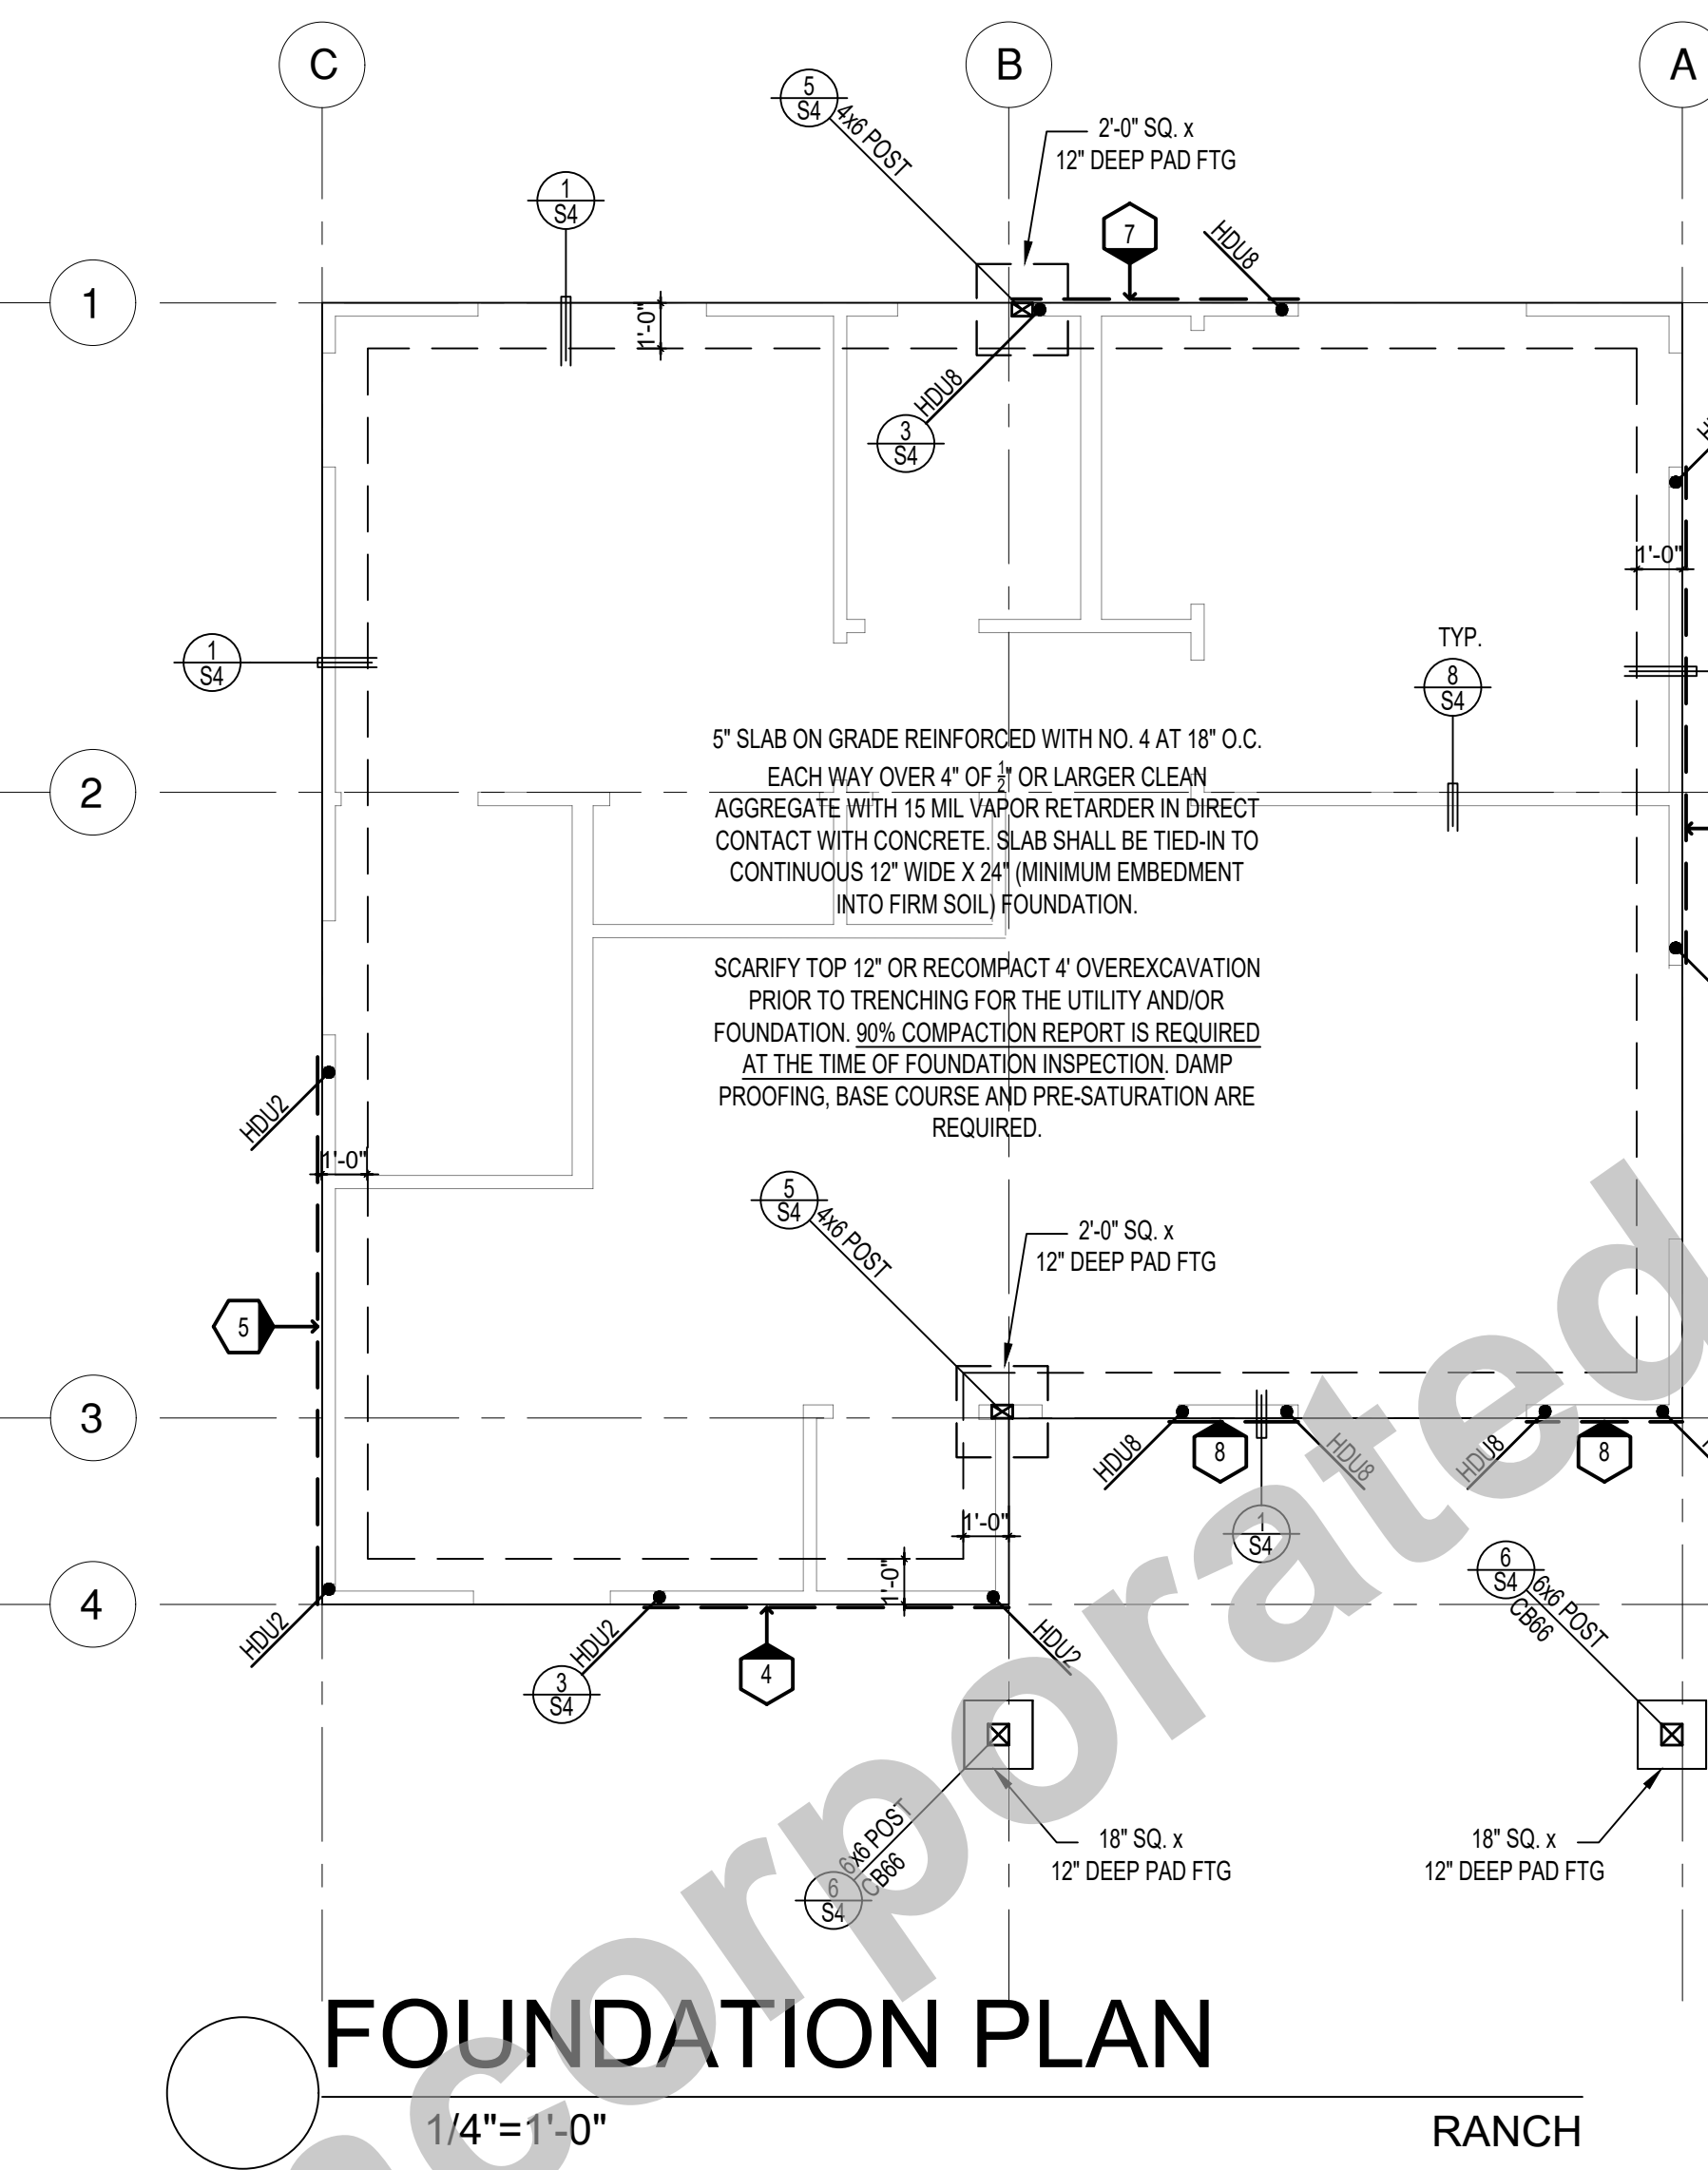 C
B
A
5
S4
4x6 POST
2'-0" SQ. x
12" DEEP PAD FTG
1
S4
7
HDU8
1
1'-0"
HDU8
3
S4
1'-0"
1
S4
TYP.
8
S4
2
5" SLAB ON GRADE REINFORCED WITH NO. 4 AT 18" O.C.
EACH WAY OVER 4" OF 1/2" OR LARGER CLEAN
AGGREGATE WITH 15 MIL VAPOR RETARDER IN DIRECT
CONTACT WITH CONCRETE. SLAB SHALL BE TIED-IN TO
CONTINUOUS 12" WIDE X 24" (MINIMUM EMBEDMENT
INTO FIRM SOIL) FOUNDATION.
SCARIFY TOP 12" OR RECOMPACT 4' OVEREXCAVATION
PRIOR TO TRENCHING FOR THE UTILITY AND/OR
FOUNDATION. 90% COMPACTION REPORT IS REQUIRED
AT THE TIME OF FOUNDATION INSPECTION. DAMP
PROOFING, BASE COURSE AND PRE-SATURATION ARE
REQUIRED.
HDU2
1'-0"
5
S4
4x6 POST
2'-0" SQ. x
12" DEEP PAD FTG
5
3
HDU8
8
HDU8
HDU8
8
1'-0"
1
S4
1'-0"
4
HDU2
HDU2
3
S4
4
HDU2
6
S4
6x6 POST
CB66
6x6 POST
CB66
6
S4
18" SQ. x
12" DEEP PAD FTG
18" SQ. x
12" DEEP PAD FTG
FOUNDATION PLAN
1/4"=1'-0"
RANCH
corporated